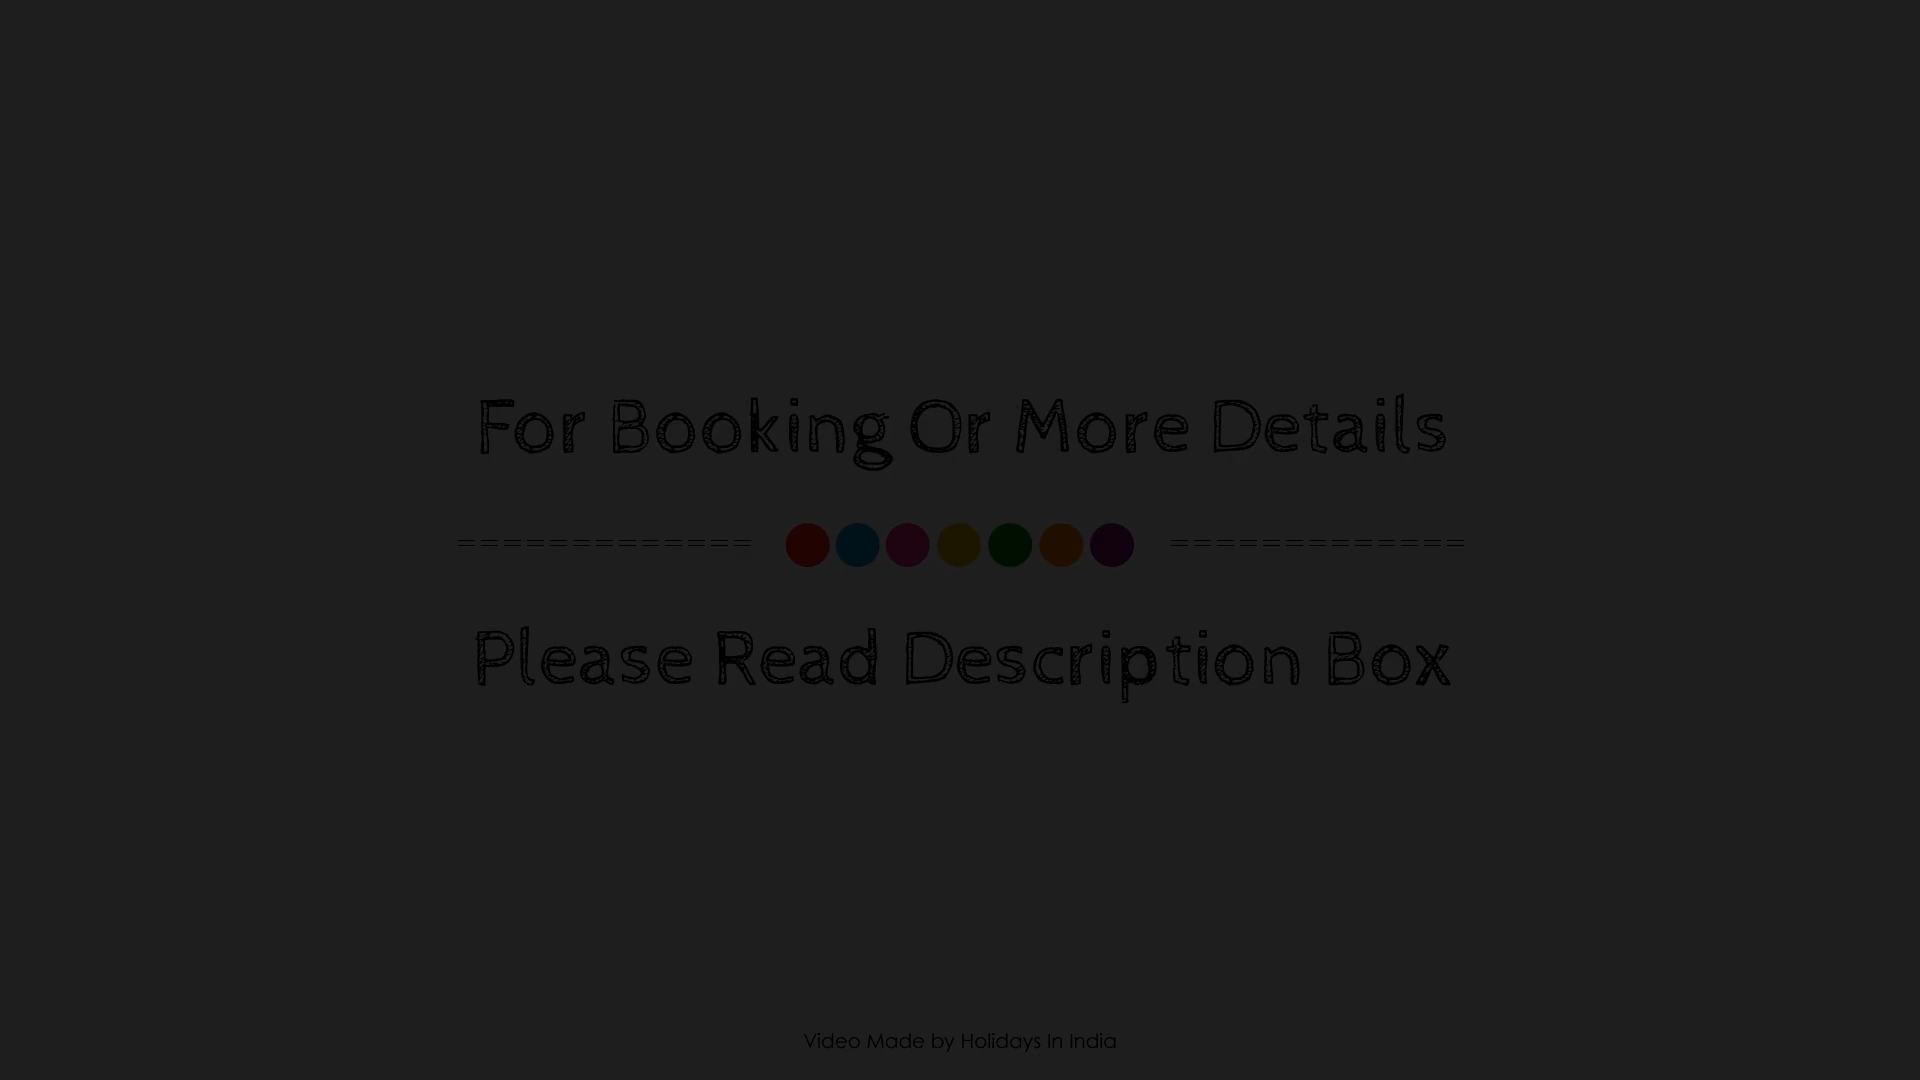 For Booking Or More Details
============= =============
Please Read Description Box
Video Made by Holidays In India